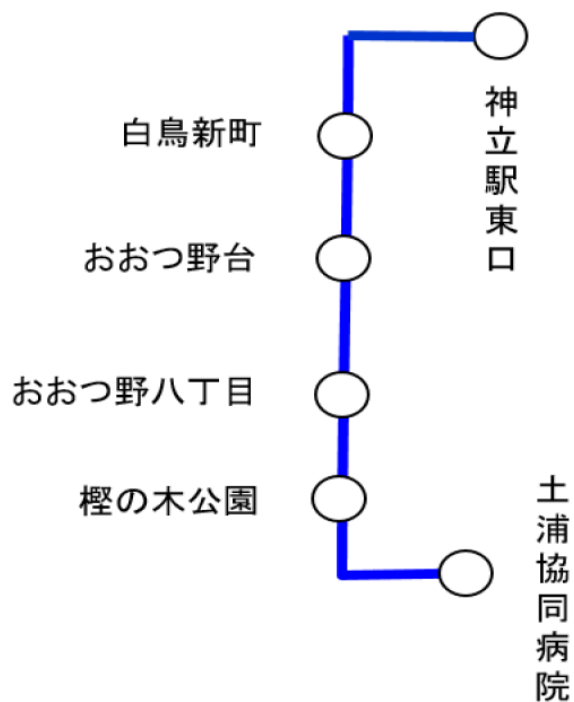 神立駅東口
白鳥新町
おおつ野台
おおつ野八丁目
樫の木公園
土浦協同病院